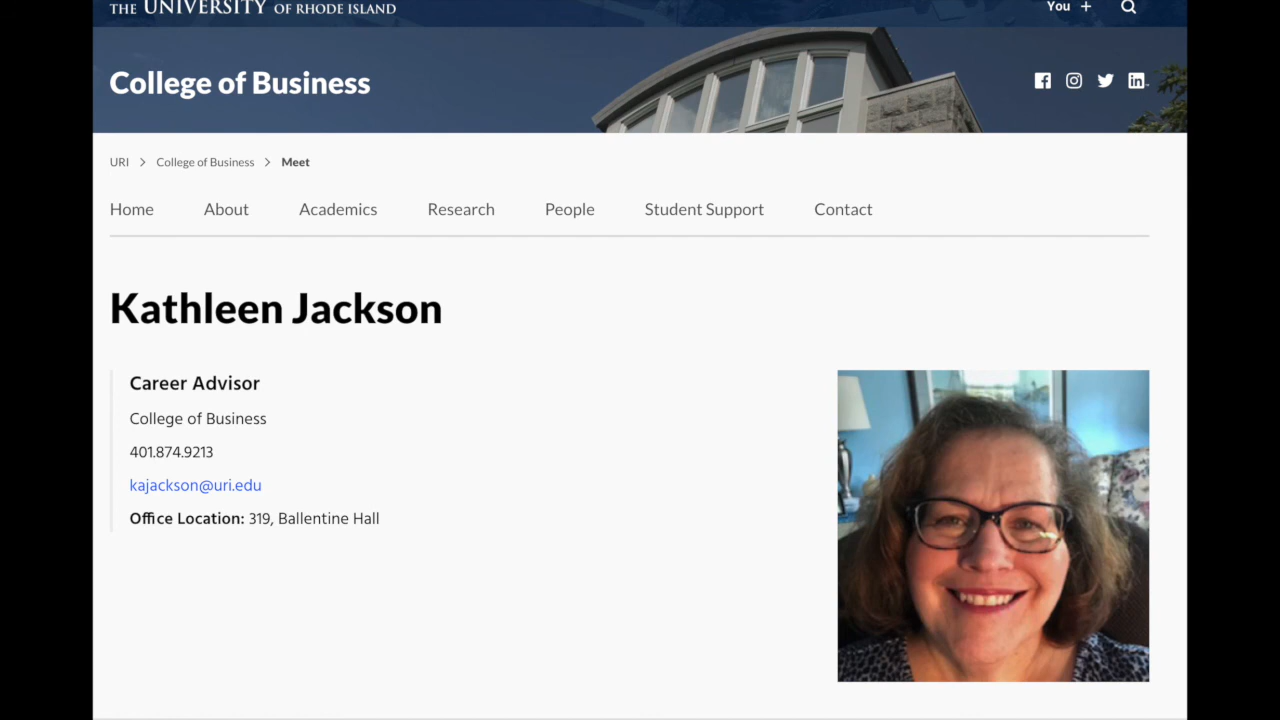 THE UNIVERSITY OF RHODE ISLAND
You +
College of Business
URI > College of Business > Meet
Home About Academics Research People Student Support Contact
Kathleen Jackson
Career Advisor
College of Business
401.874.9213
kajackson@uri.edu
Office Location: 319, Ballentine Hall